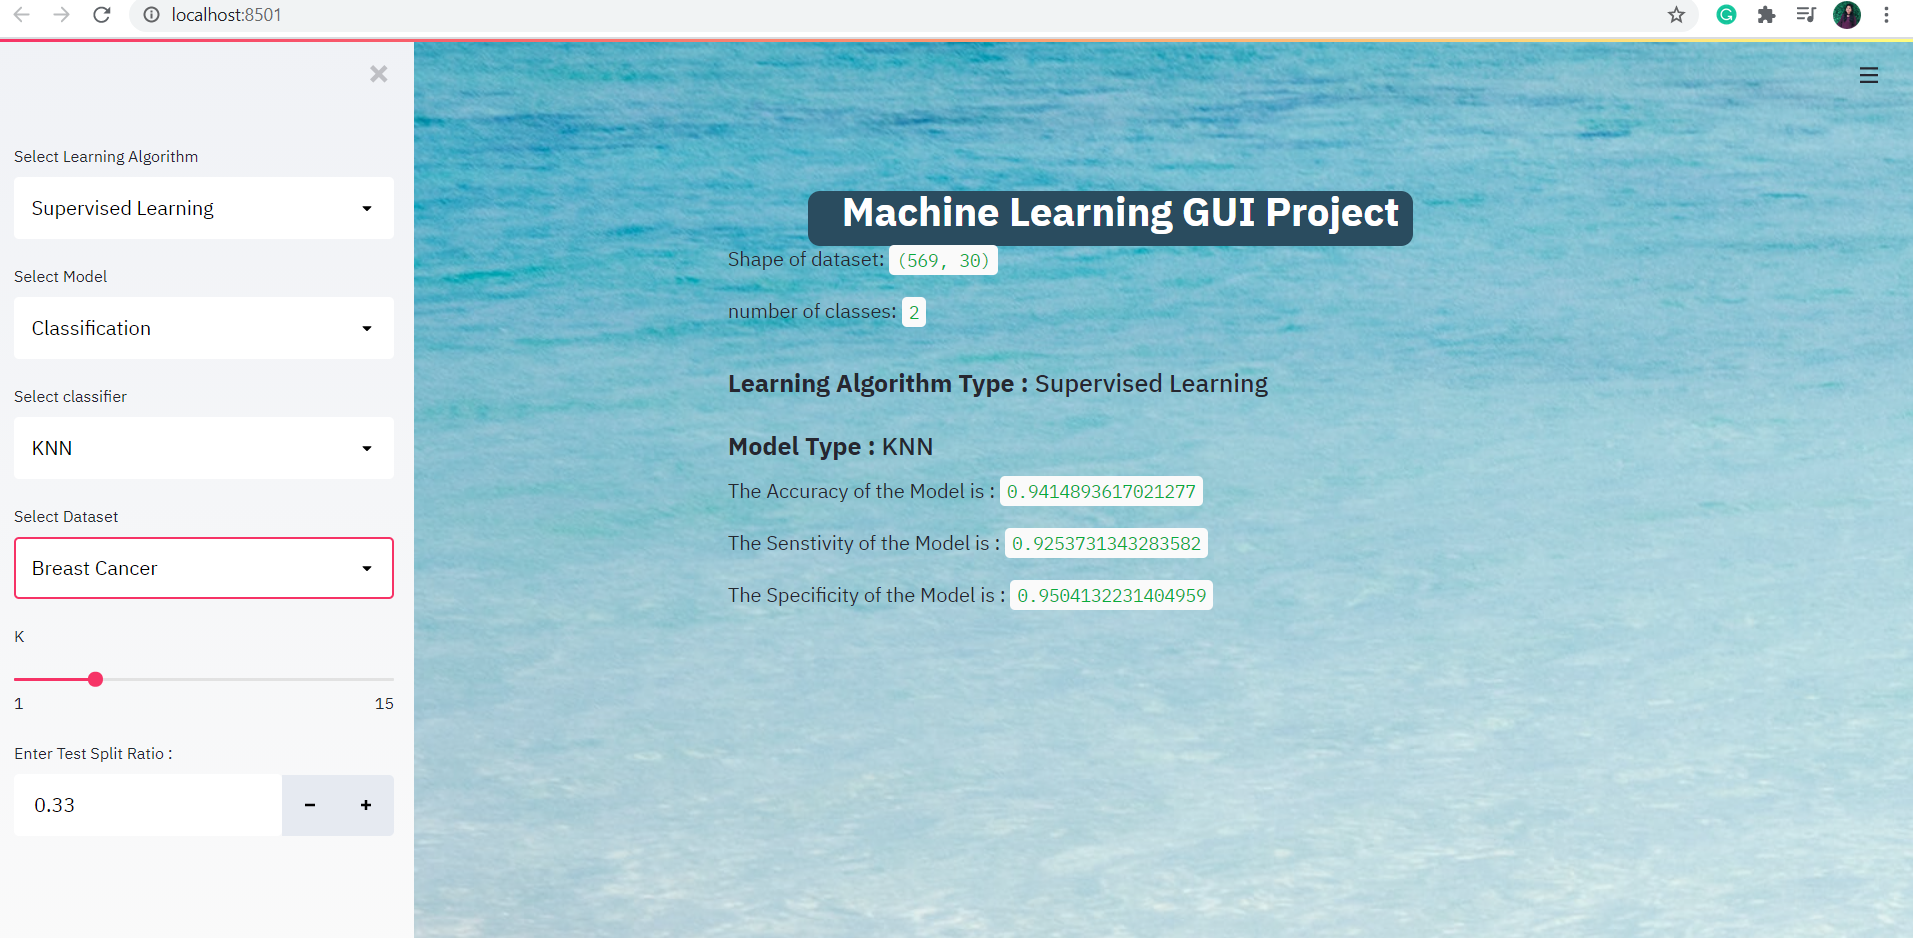 localhost:8501
Select Learning Algorithm
Supervised Learning
Select Model
Classification
Select classifier
KNN
Select Dataset
Breast Cancer
K
1 15
Enter Test Split Ratio :
0.33
Machine Learning GUI Project
Shape of dataset: (569, 30)
number of classes: 2
Learning Algorithm Type : Supervised Learning
Model Type : KNN
The Accuracy of the Model is : 0.9414893617021277
The Senstivity of the Model is : 0.9253731343283582
The Specificity of the Model is : 0.9504132231404959